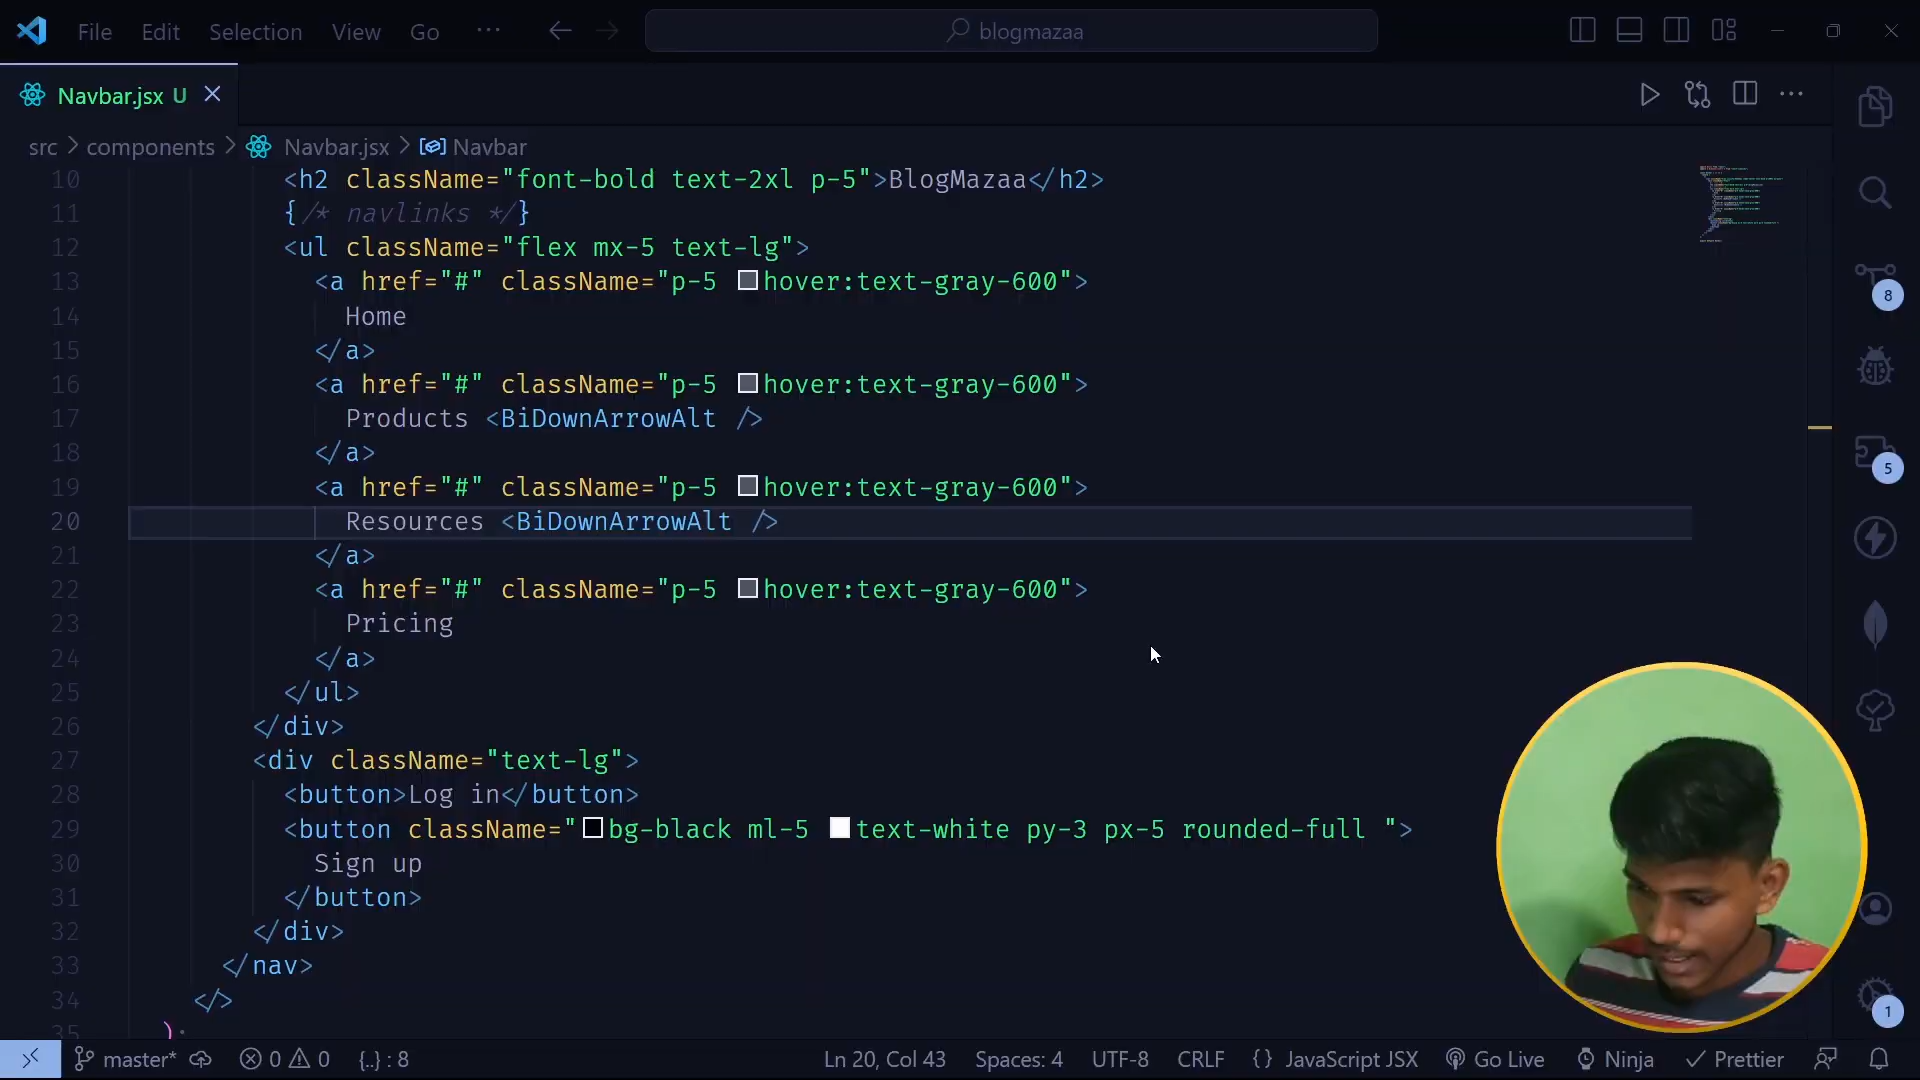 File Edit Selection View Go ··· blogmazaa
Navbar.jsx U
src > components > Navbar.jsx > Navbar
10 <h2 className="font-bold text-2xl p-5">BlogMazaa</h2>
11 {/* navlinks */}
12 <ul className="flex mx-5 text-lg">
13 <a href="#" className="p-5 hover:text-gray-600">
14 Home
15 </a>
16 <a href="#" className="p-5 hover:text-gray-600">
17 Products <BiDownArrowAlt />
18 </a>
19 <a href="#" className="p-5 hover:text-gray-600">
20 Resources <BiDownArrowAlt />
21 </a>
22 <a href="#" className="p-5 hover:text-gray-600">
23 Pricing
24 </a>
25 </ul>
26 </div>
27 <div className="text-lg">
28 <button>Log in</button>
29 <button className="bg-black ml-5 text-white py-3 px-5 rounded-full ">
30 Sign up
31 </button>
32 </div>
33 </nav>
34 </>
35 );
8
5
1
master* 0 0 {..} : 8 Ln 20, Col 43 Spaces: 4 UTF-8 CRLF {} JavaScript JSX Go Live Ninja Prettier